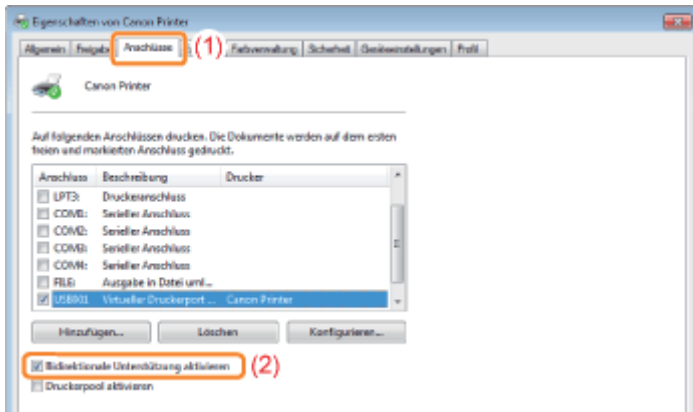 Eigenschaften von Canon Printer
Allgemein Freigabe Anschlüsse (1) Farbverwaltung Sicherheit Geräteeinstellungen Profil
Canon Printer
Auf folgenden Anschlüssen drucken. Die Dokumente werden auf dem ersten
freien und markierten Anschluss gedruckt.
Anschluss Beschreibung Drucker
LPT3: Druckeranschluss
COM1: Serieller Anschluss
COM2: Serieller Anschluss
COM3: Serieller Anschluss
COM4: Serieller Anschluss
FILE: Ausgabe in Datei uml...
USB001 Virtueller Druckerport ... Canon Printer
Hinzufügen... Löschen Konfigurieren...
Bidirektionale Unterstützung aktivieren (2)
Druckerpool aktivieren